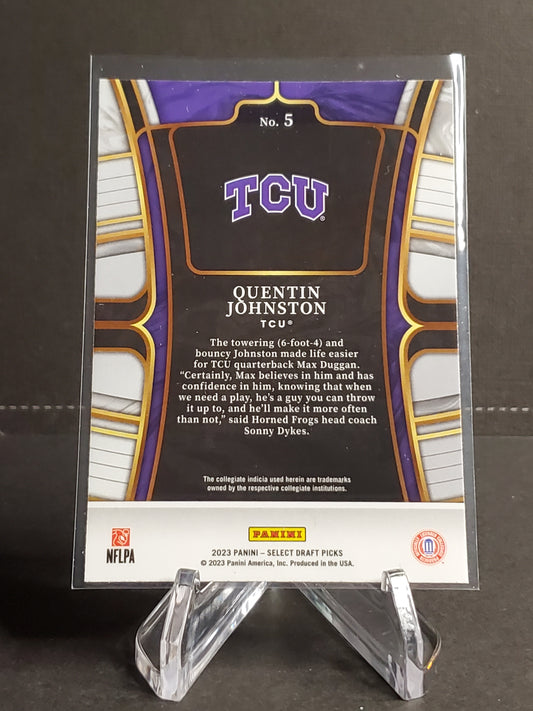 No. 5
TCU®
QUENTIN
JOHNSTON
TCU®
The towering (6-foot-4) and
bouncy Johnston made life easier
for TCU quarterback Max Duggan.
“Certainly, Max believes in him and has
confidence in him, knowing that when
we need a play, he’s a guy you can throw
it up to, and he’ll make it more often
than not,” said Horned Frogs head coach
Sonny Dykes.
The collegiate indicia used herein are trademarks
owned by the respective collegiate institutions.
PANINI
NFLPA
2023 PANINI – SELECT DRAFT PICKS
© 2023 Panini America, Inc. Produced in the USA.